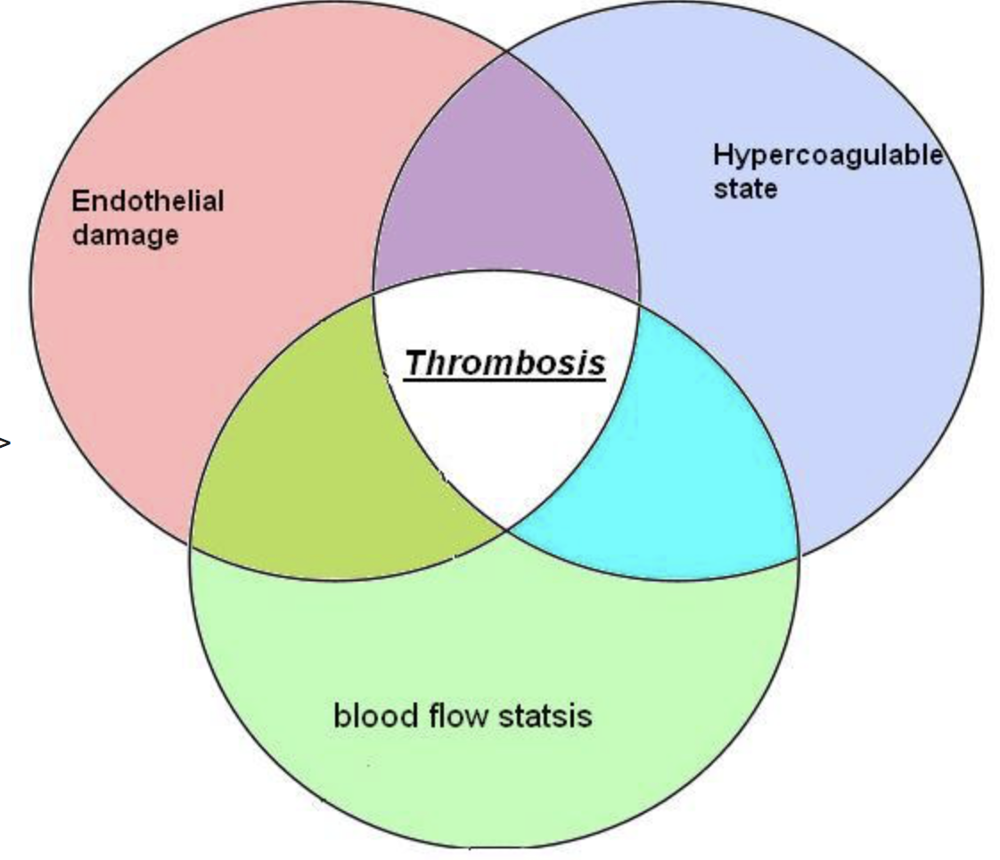 Hypercoagulable
state
Endothelial
damage
Thrombosis
>
blood flow statsis